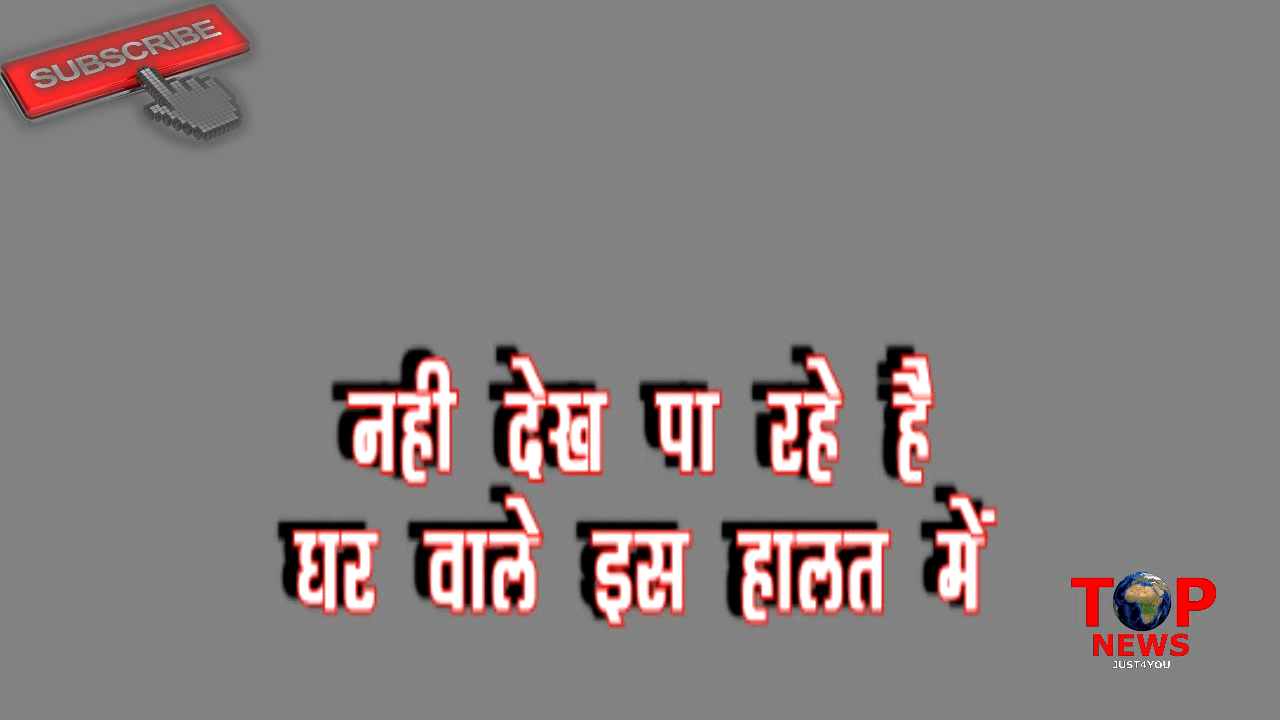 SUBSCRIBE
नही देख पा रहे है
घर वाले इस हालत में
TOP
NEWS
JUST4YOU